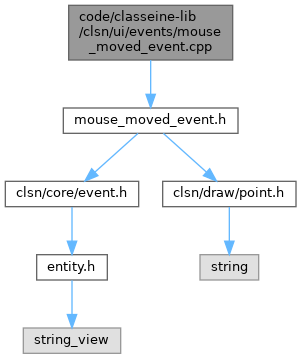 code/classeine-lib
/clsn/ui/events/mouse
_moved_event.cpp
mouse_moved_event.h
clsn/core/event.h
clsn/draw/point.h
entity.h
string
string_view